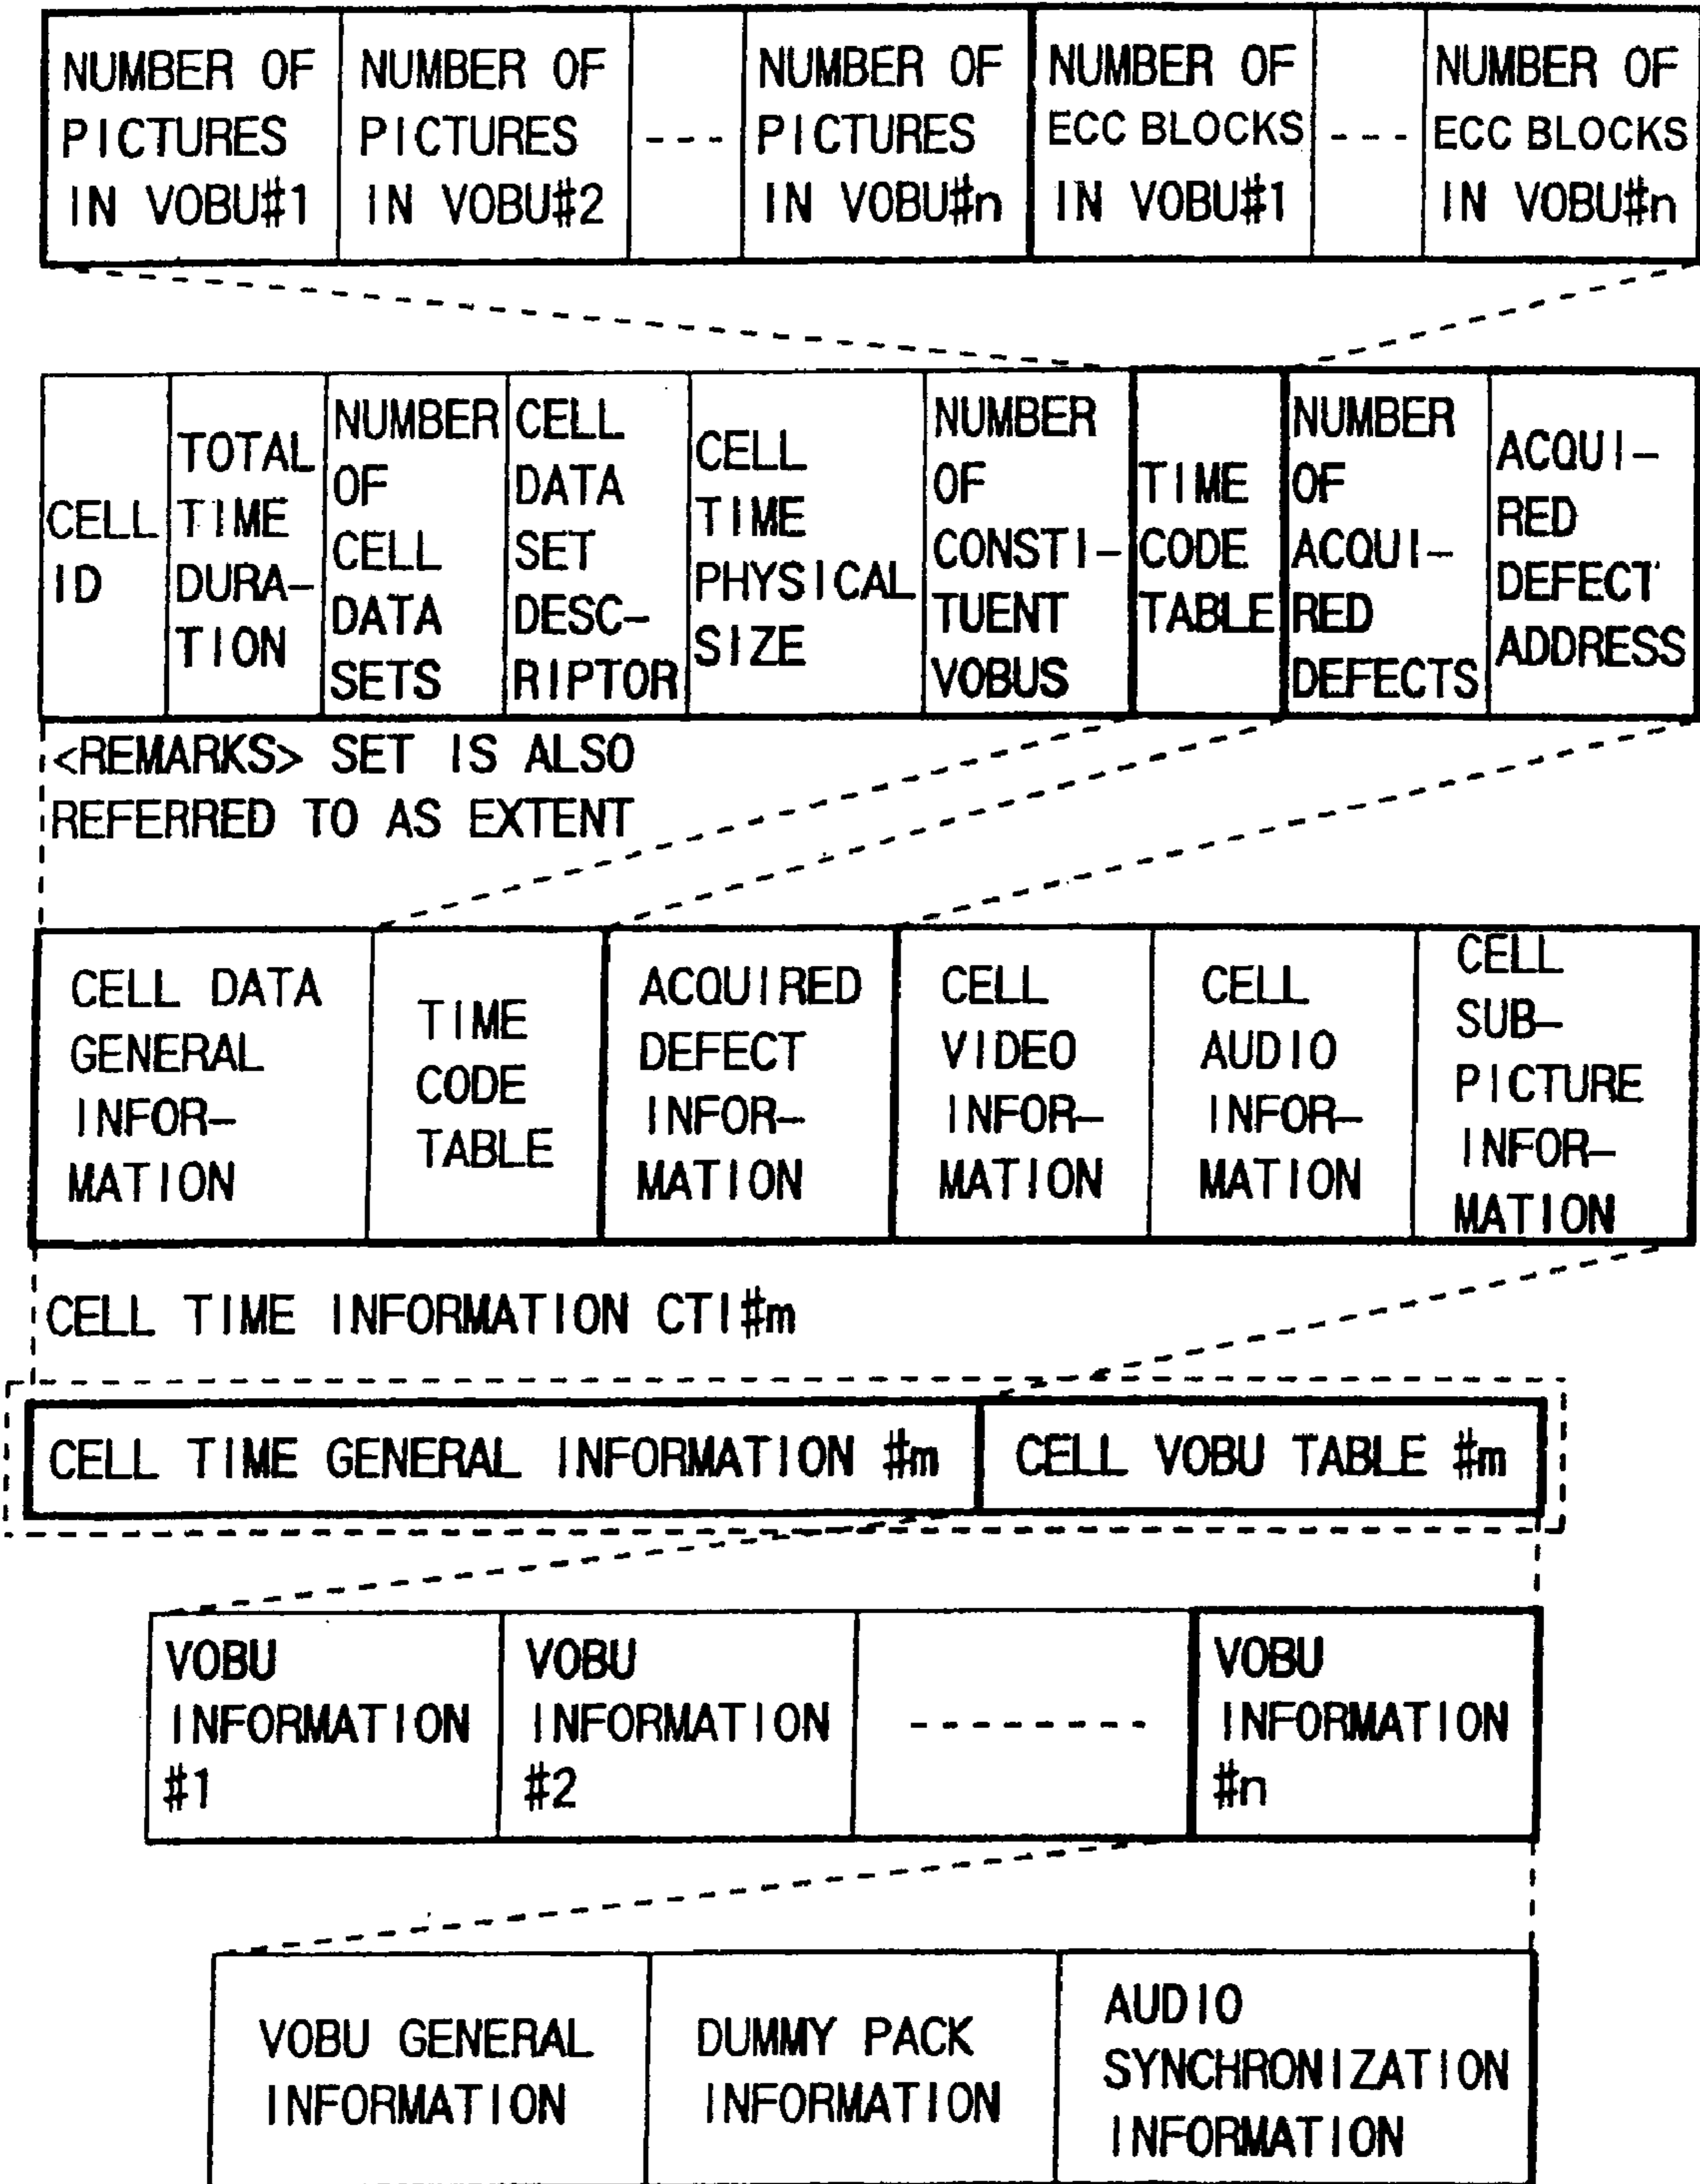 NUMBER OF
PICTURES
IN VOBU#1
NUMBER OF
PICTURES
IN VOBU#2
NUMBER OF
PICTURES
IN VOBU#n
NUMBER OF
ECC BLOCKS
IN VOBU#1
NUMBER OF
ECC BLOCKS
IN VOBU#n
CELL
ID
TOTAL
TIME
DURA-
TION
NUMBER
OF
CELL
DATA
SETS
CELL
DATA
SET
DESC-
RIPTOR
CELL
TIME
PHYSICAL
SIZE
NUMBER
OF
CONSTI-
TUENT
VOBUS
TIME
CODE
TABLE
NUMBER
OF
ACQUI-
RED
DEFECTS
ACQUI-
RED
DEFECT
ADDRESS
<REMARKS> SET IS ALSO
REFERRED TO AS EXTENT
CELL DATA
GENERAL
INFOR-
MATION
TIME
CODE
TABLE
ACQUIRED
DEFECT
INFOR-
MATION
CELL
VIDEO
INFOR-
MATION
CELL
AUDIO
INFOR-
MATION
CELL
SUB-
PICTURE
INFOR-
MATION
CELL TIME INFORMATION CTI#m
CELL TIME GENERAL INFORMATION #m
CELL VOBU TABLE #m
VOBU
INFORMATION
#1
VOBU
INFORMATION
#2
VOBU
INFORMATION
#n
VOBU GENERAL
INFORMATION
DUMMY PACK
INFORMATION
AUDIO
SYNCHRONIZATION
INFORMATION